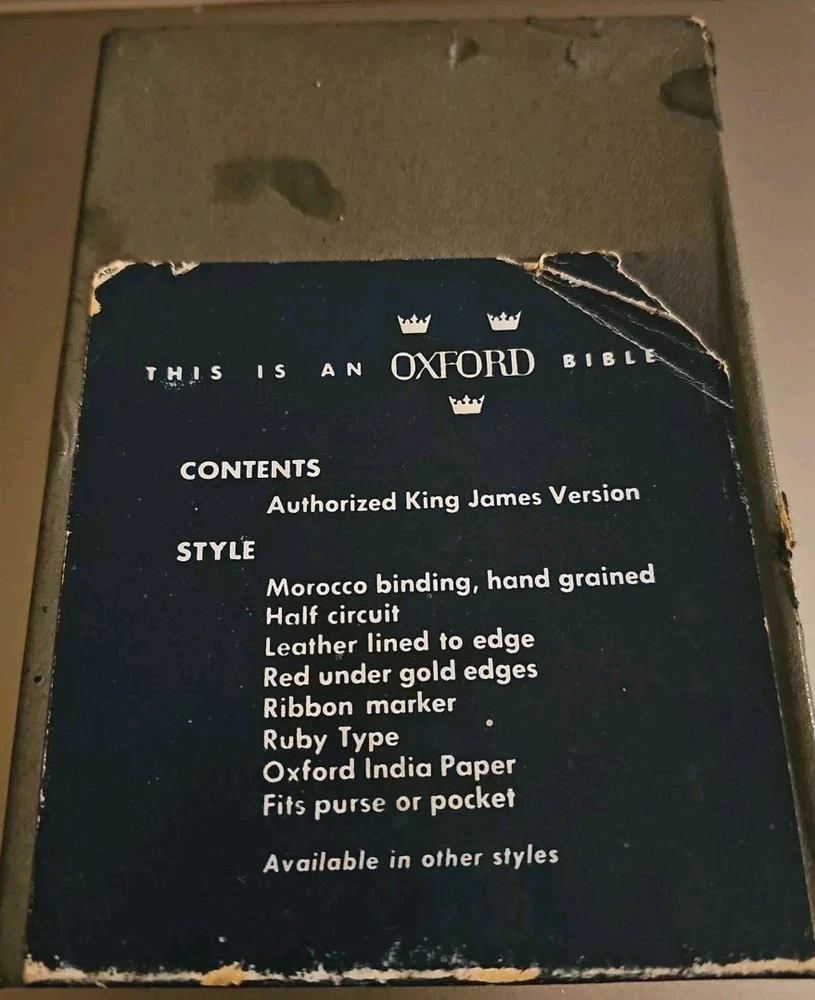 THIS IS AN OXFORD BIBLE
CONTENTS
Authorized King James Version
STYLE
Morocco binding, hand grained
Half circuit
Leather lined to edge
Red under gold edges
Ribbon marker
Ruby Type
Oxford India Paper
Fits purse or pocket
Available in other styles